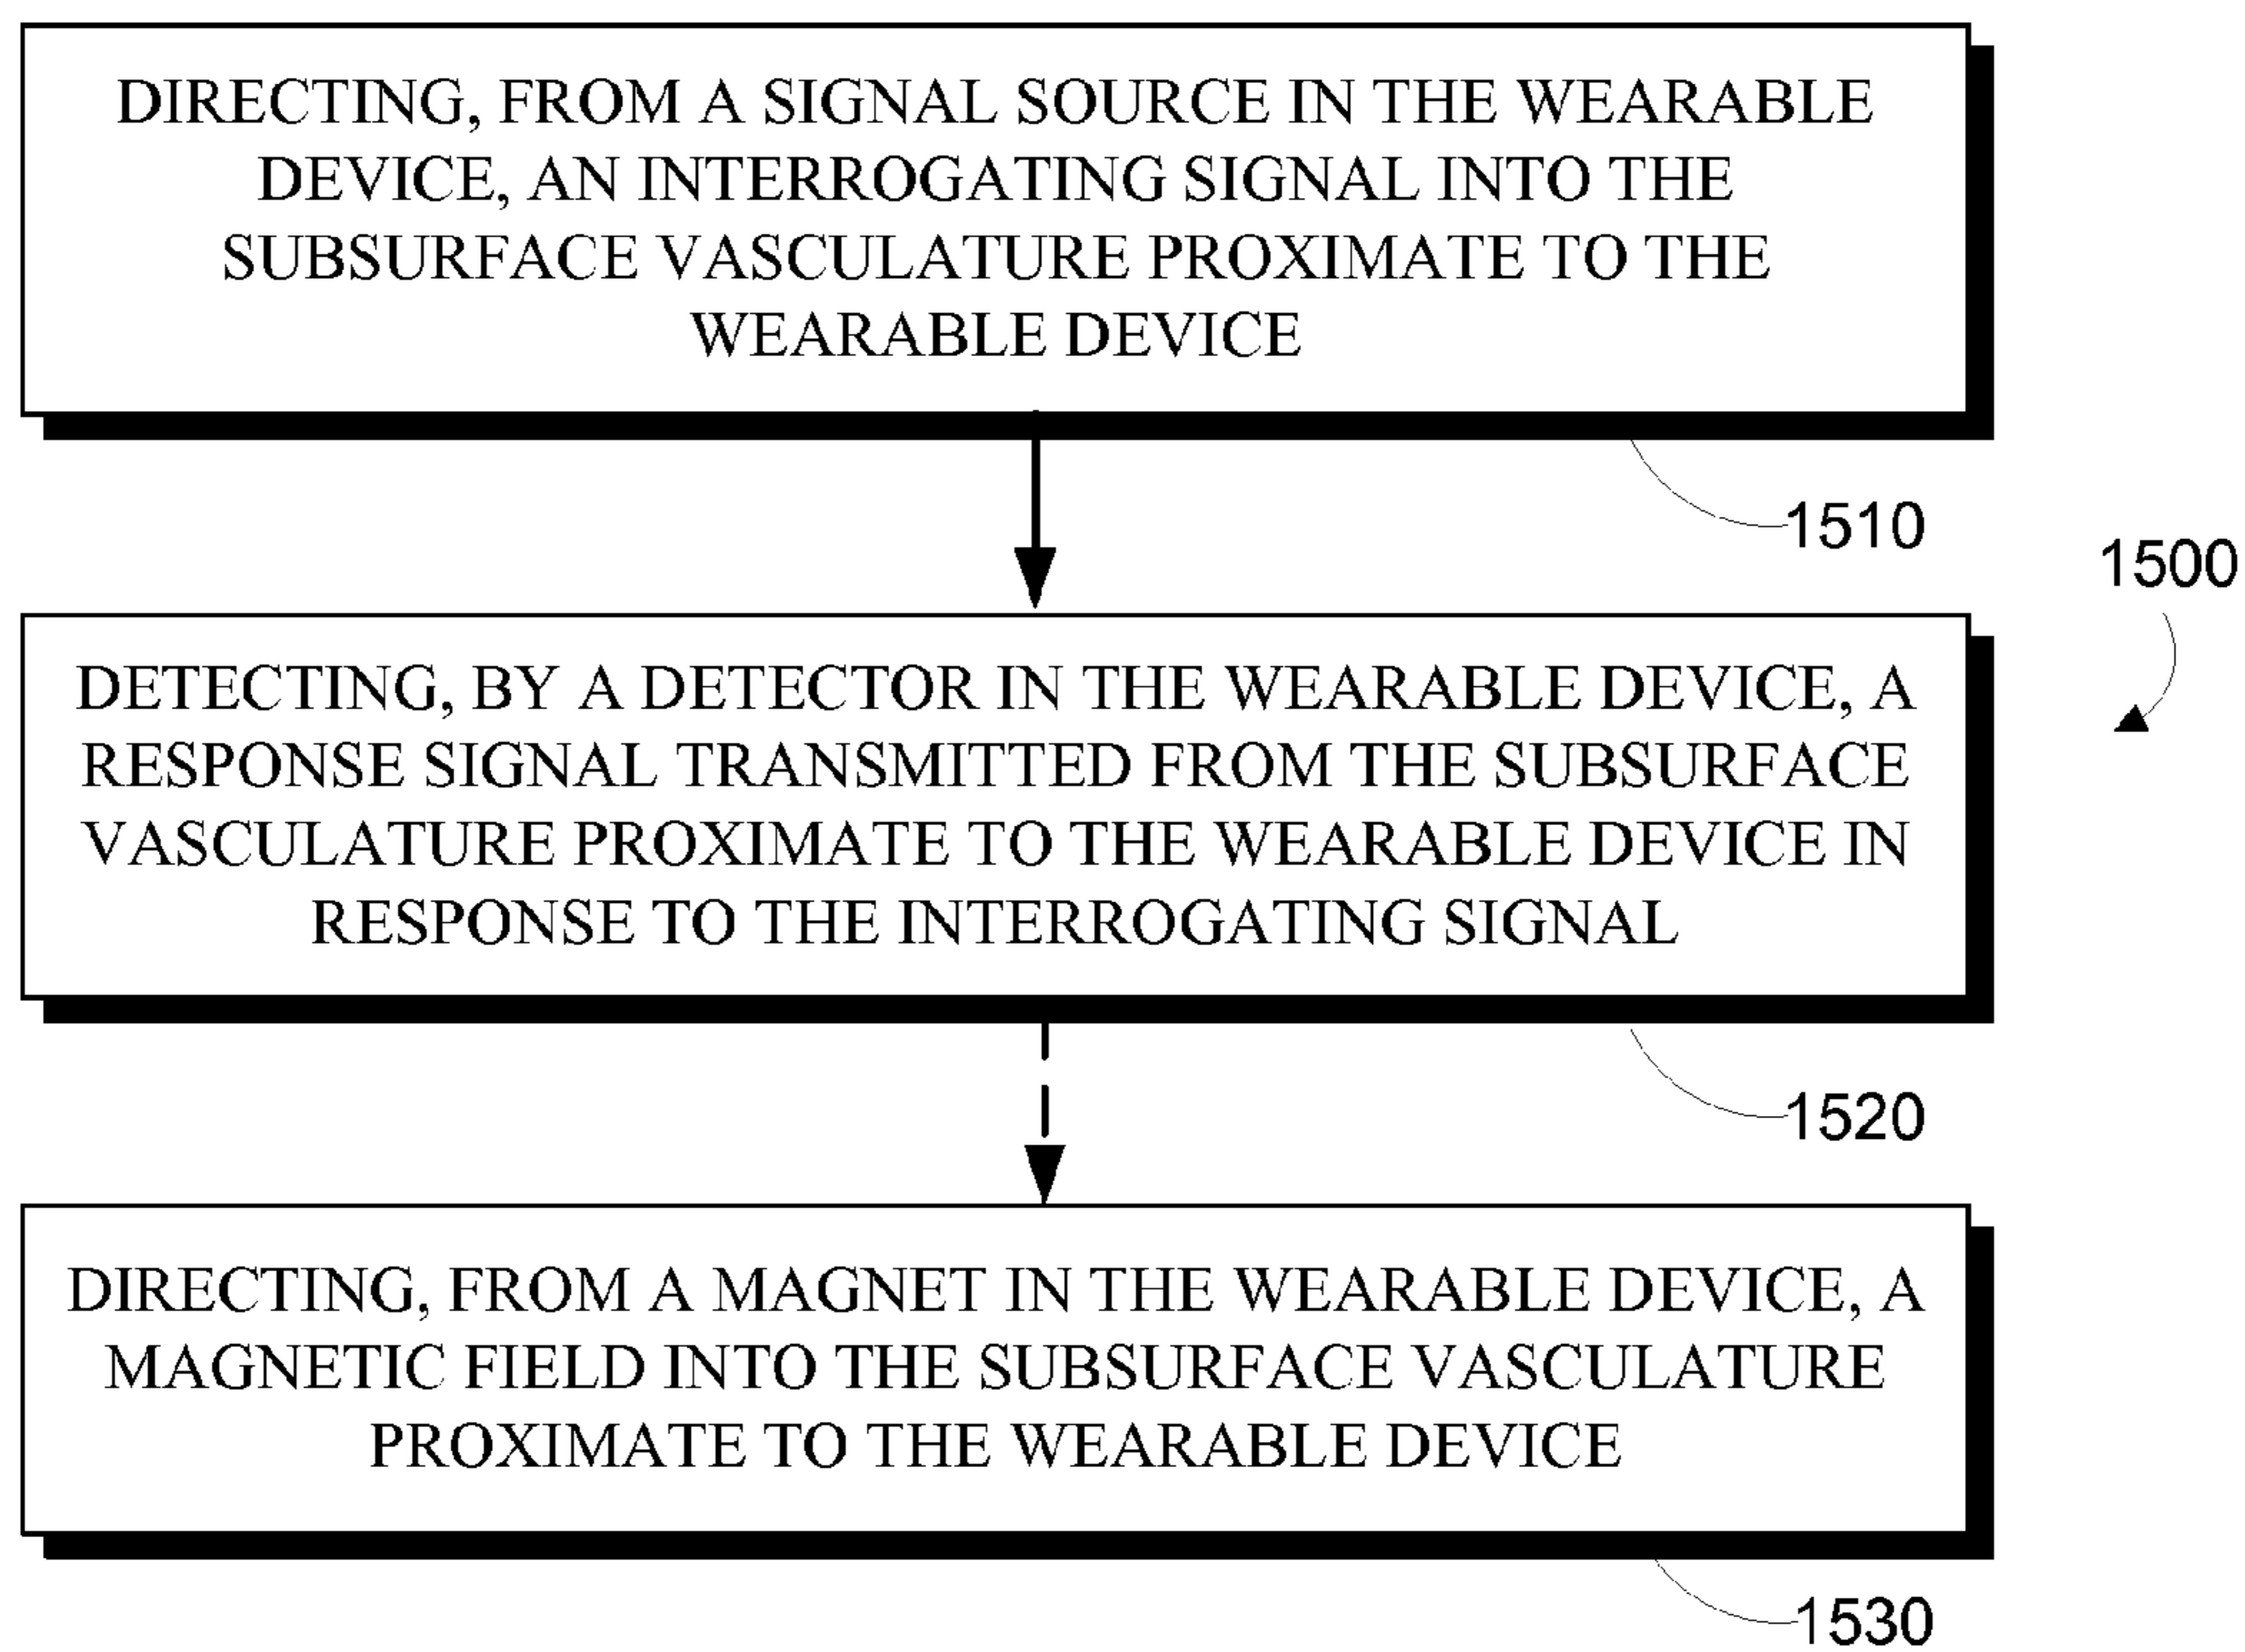 DIRECTING, FROM A SIGNAL SOURCE IN THE WEARABLE
DEVICE, AN INTERROGATING SIGNAL INTO THE
SUBSURFACE VASCULATURE PROXIMATE TO THE
WEARABLE DEVICE
1510
1500
DETECTING, BY A DETECTOR IN THE WEARABLE DEVICE, A
RESPONSE SIGNAL TRANSMITTED FROM THE SUBSURFACE
VASCULATURE PROXIMATE TO THE WEARABLE DEVICE IN
RESPONSE TO THE INTERROGATING SIGNAL
1520
DIRECTING, FROM A MAGNET IN THE WEARABLE DEVICE, A
MAGNETIC FIELD INTO THE SUBSURFACE VASCULATURE
PROXIMATE TO THE WEARABLE DEVICE
1530